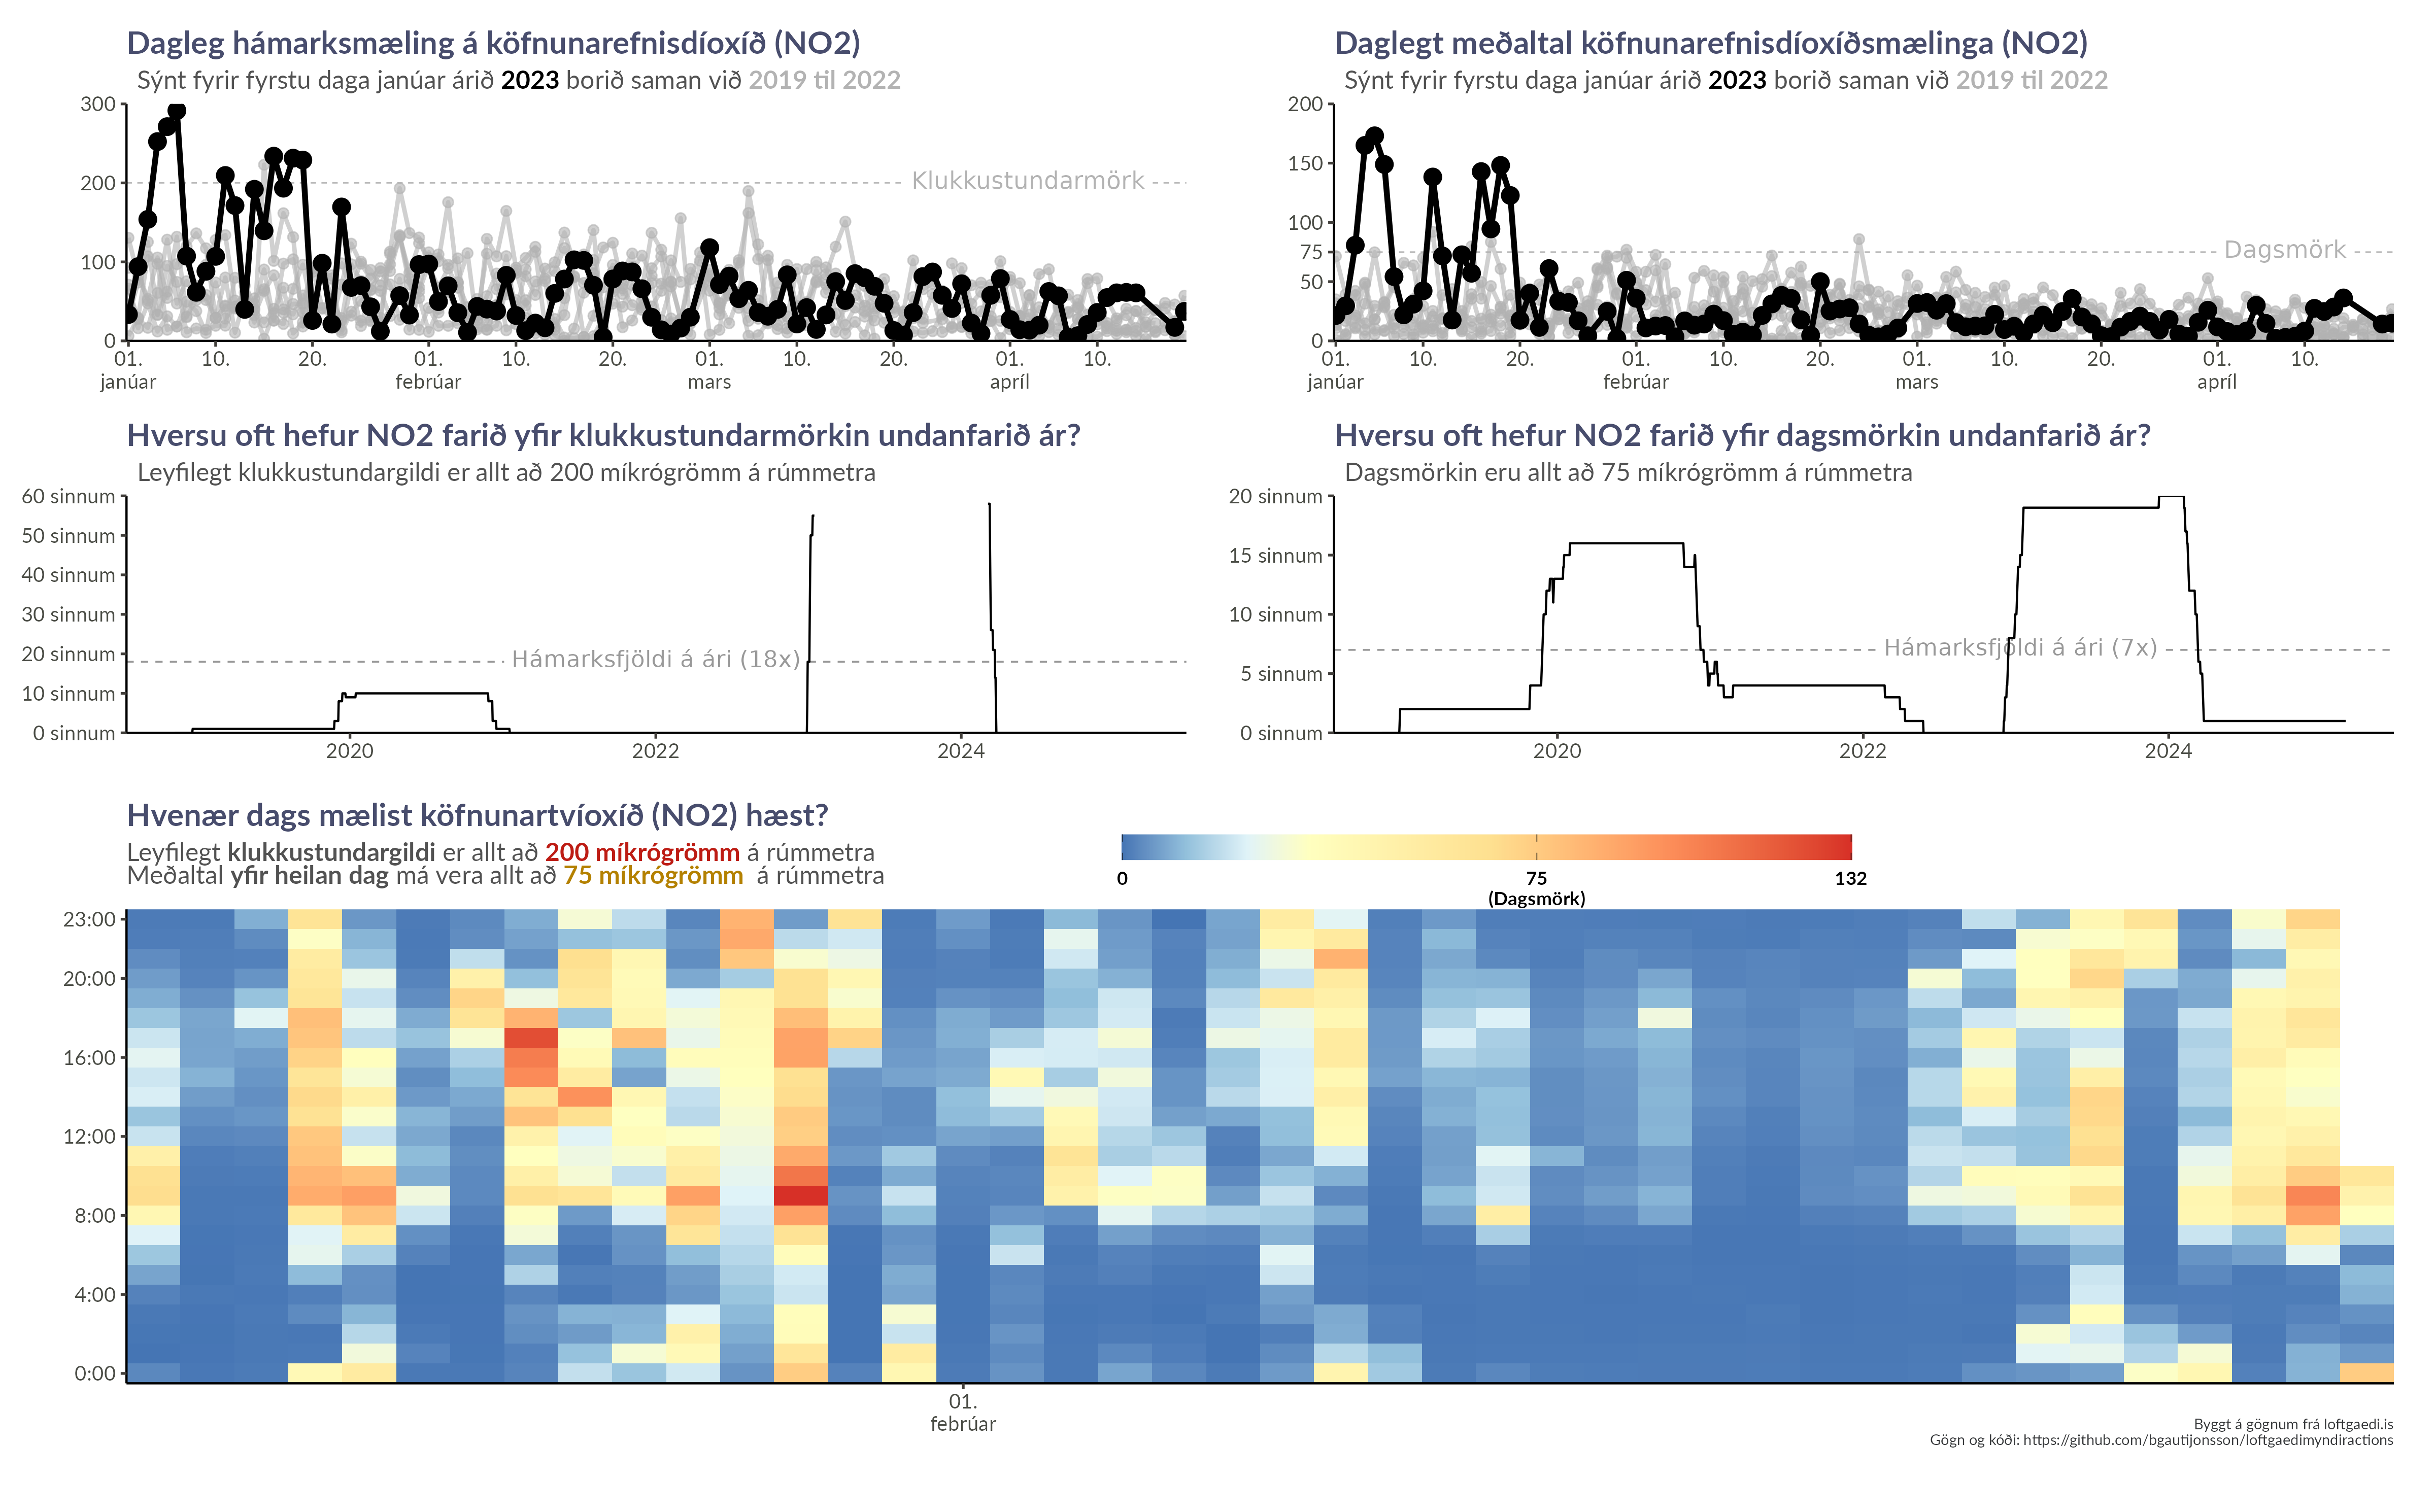 Dagleg hámarksmæling á köfnunarefnisdíoxíð (NO2)
Sýnt fyrir fyrstu daga janúar árið 2023 borið saman við 2019 til 2022
300
200
100
0
Klukkustundarmörk
01. 10. 20. 01. 10. 20. 01. 10. 20. 01. 10.
janúar febrúar mars apríl
Daglegt meðaltal köfnunarefnisdíoxíðsmælinga (NO2)
Sýnt fyrir fyrstu daga janúar árið 2023 borið saman við 2019 til 2022
200
150
100
75
50
0
Dagsmörk
01. 10. 20. 01. 10. 20. 01. 10. 20. 01. 10.
janúar febrúar mars apríl
Hversu oft hefur NO2 farið yfir klukkustundarmörkin undanfarið ár?
Leyfilegt klukkustundargildi er allt að 200 míkrógrömm á rúmmetra
60 sinnum
50 sinnum
40 sinnum
30 sinnum
20 sinnum
10 sinnum
0 sinnum
Hámarksfjöldi á ári (18x)
2020 2022 2024
Hversu oft hefur NO2 farið yfir dagsmörkin undanfarið ár?
Dagsmörkin eru allt að 75 míkrógrömm á rúmmetra
20 sinnum
15 sinnum
10 sinnum
5 sinnum
0 sinnum
Hámarksfjöldi á ári (7x)
2020 2022 2024
Hvenær dags mælist köfnunartvíoxíð (NO2) hæst?
Leyfilegt klukkustundargildi er allt að 200 míkrógrömm á rúmmetra
Meðaltal yfir heilan dag má vera allt að 75 míkrógrömm á rúmmetra
0 75 132
(Dagsmörk)
23:00
20:00
16:00
12:00
8:00
4:00
0:00
01.
febrúar
Byggt á gögnum frá loftgaedi.is
Gögn og kóði: https://github.com/bgautijonsson/loftgaedimyndiractions